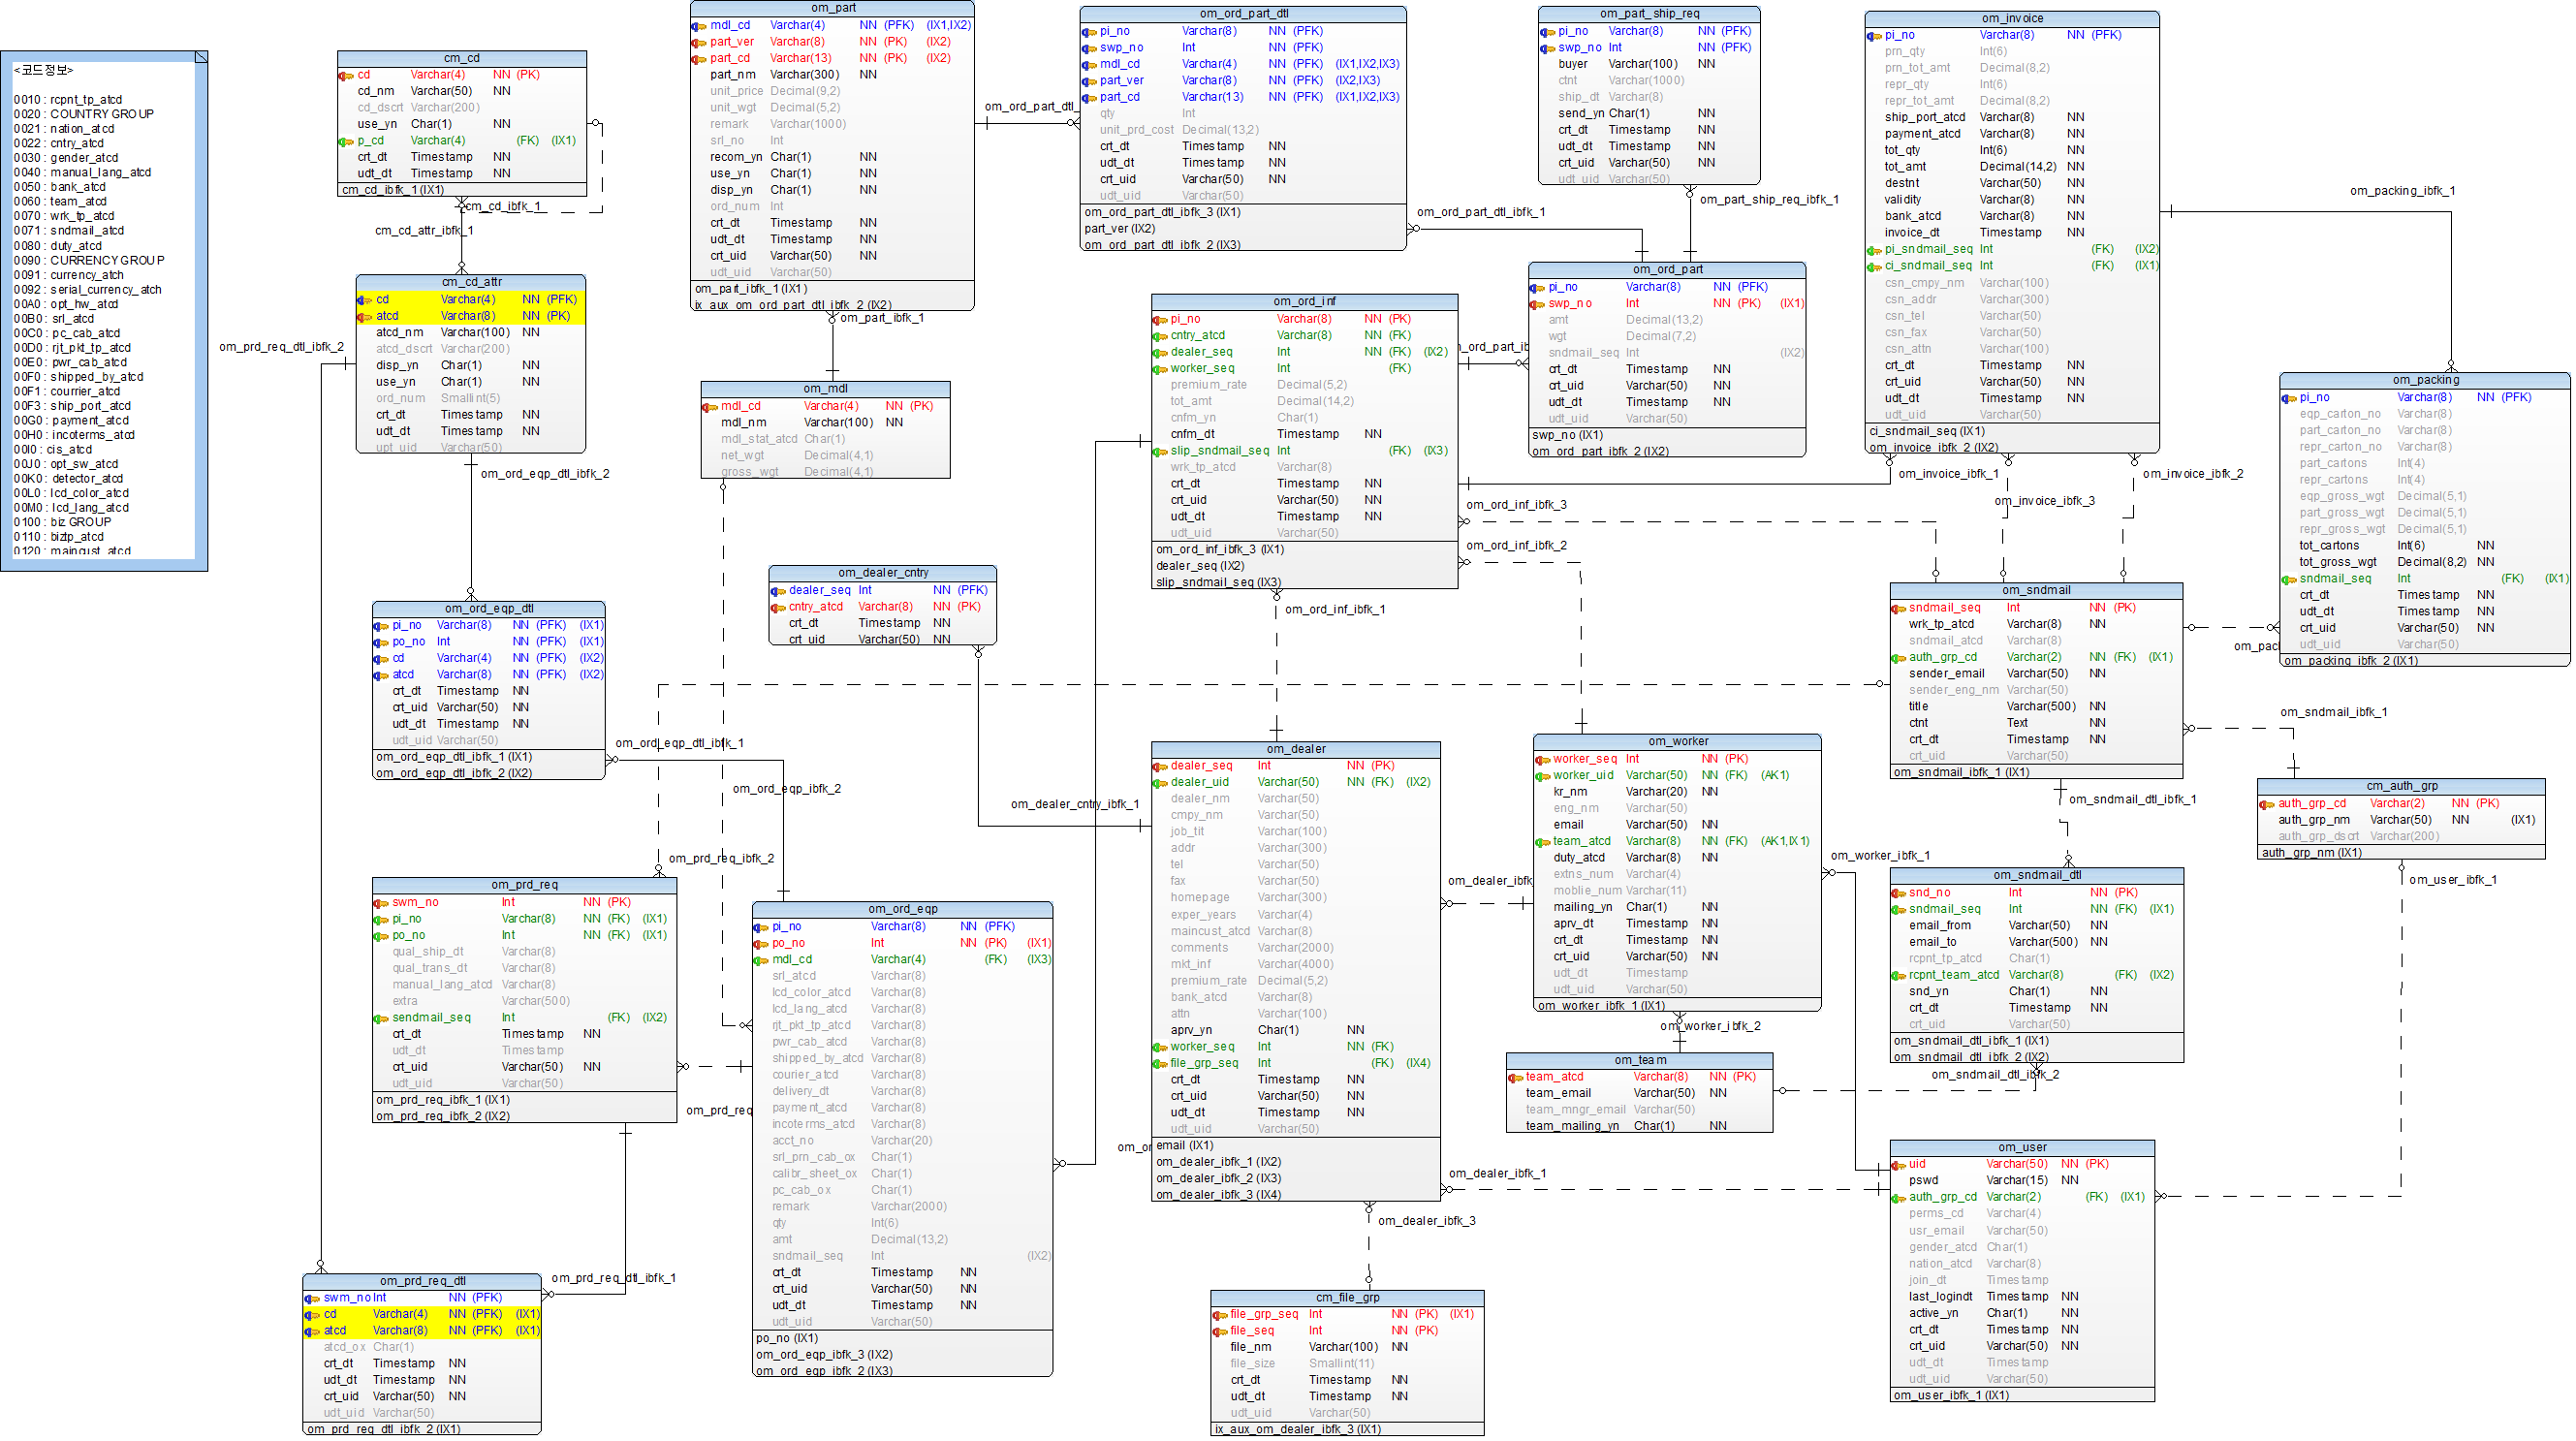 <코드정보>
0010 : rcpnt_tp_atcd
0020 : COUNTRY GROUP
0021 : nation_atcd
0022 : cntry_atcd
0030 : gender_atcd
0040 : manual_lang_atcd
0050 : bank_atcd
0060 : team_atcd
0070 : wrk_tp_atcd
0071 : sndmail_atcd
0080 : duty_atcd
0090 : CURRENCY GROUP
0091 : currency_atch
0092 : serial_currency_atch
00A0 : opt_hw_atcd
00B0 : srl_atcd
00C0 : pc_cab_atcd
00D0 : rjt_pkt_tp_atcd
00E0 : pwr_cab_atcd
00F0 : shipped_by_atcd
00F1 : courrier_atcd
00F3 : ship_port_atcd
00G0 : payment_atcd
00H0 : incoterms_atcd
00I0 : cis_atcd
00J0 : opt_sw_atcd
00K0 : detector_atcd
00L0 : lcd_color_atcd
00M0 : lcd_lang_atcd
0100 : biz GROUP
0110 : biztp_atcd
0120 : maincust_atcd
cm_cd
cd Varchar(4) NN (PK)
cd_nm Varchar(50) NN
cd_dscrt Varchar(200)
use_yn Char(1) NN
p_cd Varchar(4) (FK) (IX1)
crt_dt Timestamp NN
udt_dt Timestamp NN
cm_cd_ibfk_1 (IX1)
cm_cd_ibfk_1
cm_cd_attr_ibfk_1
cm_cd_attr
cd Varchar(4) NN (PFK)
atcd Varchar(8) NN (PK)
atcd_nm Varchar(100) NN
atcd_dscrt Varchar(200)
disp_yn Char(1) NN
use_yn Char(1) NN
ord_num Smallint(5)
crt_dt Timestamp NN
udt_dt Timestamp NN
upt_uid Varchar(50)
om_prd_req_dtl_ibfk_2
om_ord_eqp_dtl_ibfk_2
om_part
mdl_cd Varchar(4) NN (PFK) (IX1,IX2)
part_ver Varchar(8) NN (PK) (IX2)
part_cd Varchar(13) NN (PK) (IX2)
part_nm Varchar(300) NN
unit_price Decimal(9,2)
unit_wgt Decimal(5,2)
remark Varchar(1000)
srl_no Int
recom_yn Char(1) NN
use_yn Char(1) NN
disp_yn Char(1) NN
ord_num Int
crt_dt Timestamp NN
udt_dt Timestamp NN
crt_uid Varchar(50) NN
udt_uid Varchar(50)
om_part_ibfk_1 (IX1)
ix_aux_om_ord_part_dtl_ibfk_2 (IX2)
om_ord_part_dtl_
om_part_ibfk_1
om_mdl
mdl_cd Varchar(4) NN (PK)
mdl_nm Varchar(100) NN
mdl_stat_atcd Char(1)
net_wgt Decimal(4,1)
gross_wgt Decimal(4,1)
om_ord_part_dtl
pi_no Varchar(8) NN (PFK)
swp_no Int NN (PFK)
mdl_cd Varchar(4) NN (PFK) (IX1,IX2,IX3)
part_ver Varchar(8) NN (PFK) (IX2,IX3)
part_cd Varchar(13) NN (PFK) (IX1,IX2,IX3)
qty Int
unit_prd_cost Decimal(13,2)
crt_dt Timestamp NN
udt_dt Timestamp NN
crt_uid Varchar(50) NN
udt_uid Varchar(50)
om_ord_part_dtl_ibfk_3 (IX1)
part_ver (IX2)
om_ord_part_dtl_ibfk_2 (IX3)
om_ord_part_dtl_ibfk_1
om_part_ship_req
pi_no Varchar(8) NN (PFK)
swp_no Int NN (PFK)
buyer Varchar(100) NN
ctnt Varchar(1000)
ship_dt Varchar(8)
send_yn Char(1) NN
crt_dt Timestamp NN
udt_dt Timestamp NN
crt_uid Varchar(50) NN
udt_uid Varchar(50)
om_part_ship_req_ibfk_1
om_ord_part
pi_no Varchar(8) NN (PFK)
swp_no Int NN (PK) (IX1)
amt Decimal(13,2)
wgt Decimal(7,2)
sndmail_seq Int (IX2)
crt_dt Timestamp NN
crt_uid Varchar(50) NN
udt_dt Timestamp NN
udt_uid Varchar(50)
swp_no (IX1)
om_ord_part_ibfk_2 (IX2)
om_invoice
pi_no Varchar(8) NN (PFK)
prn_qty Int(6)
prn_tot_amt Decimal(8,2)
repr_qty Int(6)
repr_tot_amt Decimal(8,2)
ship_port_atcd Varchar(8) NN
payment_atcd Varchar(8) NN
tot_qty Int(6) NN
tot_amt Decimal(14,2) NN
destnt Varchar(50) NN
validity Varchar(8) NN
bank_atcd Varchar(8) NN
invoice_dt Timestamp NN
pi_sndmail_seq Int (FK) (IX2)
ci_sndmail_seq Int (FK) (IX1)
csn_cmpy_nm Varchar(100)
csn_addr Varchar(300)
csn_tel Varchar(50)
csn_fax Varchar(50)
csn_attn Varchar(100)
crt_dt Timestamp NN
crt_uid Varchar(50) NN
udt_dt Timestamp NN
udt_uid Varchar(50)
ci_sndmail_seq (IX1)
om_invoice_ibfk_2 (IX2)
om_packing_ibfk_1
om_invoice_ibfk_1
om_invoice_ibfk_3
om_invoice_ibfk_2
om_packing
pi_no Varchar(8) NN (PFK)
eqp_carton_no Varchar(8)
part_carton_no Varchar(8)
repr_carton_no Varchar(8)
part_cartons Int(4)
repr_cartons Int(4)
eqp_gross_wgt Decimal(5,1)
part_gross_wgt Decimal(5,1)
repr_gross_wgt Decimal(5,1)
tot_cartons Int(6) NN
tot_gross_wgt Decimal(8,2) NN
sndmail_seq Int (FK) (IX1)
crt_dt Timestamp NN
udt_dt Timestamp NN
crt_uid Varchar(50) NN
udt_uid Varchar(50)
om_packing_ibfk_2 (IX1)
om_ord_inf
pi_no Varchar(8) NN (PK)
cntry_atcd Varchar(8) NN (FK)
dealer_seq Int NN (FK) (IX2)
worker_seq Int (FK)
premium_rate Decimal(5,2)
tot_amt Decimal(14,2)
cnfm_yn Char(1)
cnfm_dt Timestamp NN
slip_sndmail_seq Int (FK) (IX3)
wrk_tp_atcd Varchar(8)
crt_dt Timestamp NN
crt_uid Varchar(50) NN
udt_dt Timestamp NN
udt_uid Varchar(50)
om_ord_inf_ibfk_3 (IX1)
dealer_seq (IX2)
slip_sndmail_seq (IX3)
om_ord_inf_ibfk_3
om_ord_inf_ibfk_2
om_ord_inf_ibfk_1
om_dealer_cntry
dealer_seq Int NN (PFK)
cntry_atcd Varchar(8) NN (PK)
crt_dt Timestamp NN
crt_uid Varchar(50) NN
om_dealer_cntry_ibfk_1
om_ord_eqp_dtl
pi_no Varchar(8) NN (PFK) (IX1)
po_no Int NN (PFK) (IX1)
cd Varchar(4) NN (PFK) (IX2)
atcd Varchar(8) NN (PFK) (IX2)
crt_dt Timestamp NN
crt_uid Varchar(50) NN
udt_dt Timestamp NN
udt_uid Varchar(50)
om_ord_eqp_dtl_ibfk_1 (IX1)
om_ord_eqp_dtl_ibfk_2 (IX2)
om_ord_eqp_dtl_ibfk_1
om_ord_eqp_ibfk_2
om_prd_req_ibfk_2
om_sndmail
sndmail_seq Int NN (PK)
wrk_tp_atcd Varchar(8) NN
sndmail_atcd Varchar(8)
auth_grp_cd Varchar(2) NN (FK) (IX1)
sender_email Varchar(50) NN
sender_eng_nm Varchar(50)
title Varchar(500) NN
ctnt Text NN
crt_dt Timestamp NN
crt_uid Varchar(50)
om_sndmail_ibfk_1 (IX1)
om_sndmail_ibfk_1
om_sndmail_dtl_ibfk_1
cm_auth_grp
auth_grp_cd Varchar(2) NN (PK)
auth_grp_nm Varchar(50) NN (IX1)
auth_grp_dscrt Varchar(200)
auth_grp_nm (IX1)
om_user_ibfk_1
om_dealer
dealer_seq Int NN (PK)
dealer_uid Varchar(50) NN (FK) (IX2)
dealer_nm Varchar(50)
cmpy_nm Varchar(50)
job_tit Varchar(100)
addr Varchar(300)
tel Varchar(50)
fax Varchar(50)
homepage Varchar(300)
exper_years Varchar(4)
maincust_atcd Varchar(8)
comments Varchar(2000)
mkt_inf Varchar(4000)
premium_rate Decimal(5,2)
bank_atcd Varchar(8)
attn Varchar(100)
aprv_yn Char(1) NN
worker_seq Int NN (FK)
file_grp_seq Int (FK) (IX4)
crt_dt Timestamp NN
crt_uid Varchar(50) NN
udt_dt Timestamp NN
udt_uid Varchar(50)
email (IX1)
om_dealer_ibfk_1 (IX2)
om_dealer_ibfk_2 (IX3)
om_dealer_ibfk_3 (IX4)
om_dealer_ibfk
om_dealer_ibfk_1
om_dealer_ibfk_3
om_worker
worker_seq Int NN (PK)
worker_uid Varchar(50) NN (FK) (AK1)
kr_nm Varchar(20) NN
eng_nm Varchar(50)
email Varchar(50) NN
team_atcd Varchar(8) NN (FK) (AK1,IX1)
duty_atcd Varchar(8) NN
extns_num Varchar(4)
moblie_num Varchar(11)
mailing_yn Char(1) NN
aprv_dt Timestamp NN
crt_dt Timestamp NN
crt_uid Varchar(50) NN
udt_dt Timestamp
udt_uid Varchar(50)
om_worker_ibfk_1 (IX1)
om_worker_ibfk_1
om_worker_ibfk_2
om_team
team_atcd Varchar(8) NN (PK)
team_email Varchar(50) NN
team_mngr_email Varchar(50)
team_mailing_yn Char(1) NN
om_sndmail_dtl
snd_no Int NN (PK)
sndmail_seq Int NN (FK) (IX1)
email_from Varchar(50) NN
email_to Varchar(500) NN
rcpnt_tp_atcd Char(1)
rcpnt_team_atcd Varchar(8) (FK) (IX2)
snd_yn Char(1) NN
crt_dt Timestamp NN
crt_uid Varchar(50)
om_sndmail_dtl_ibfk_1 (IX1)
om_sndmail_dtl_ibfk_2 (IX2)
om_sndmail_dtl_ibfk_2
om_prd_req
swm_no Int NN (PK)
pi_no Varchar(8) NN (FK) (IX1)
po_no Int NN (FK) (IX1)
qual_ship_dt Varchar(8)
qual_trans_dt Varchar(8)
manual_lang_atcd Varchar(8)
extra Varchar(500)
sendmail_seq Int (FK) (IX2)
crt_dt Timestamp NN
udt_dt Timestamp
crt_uid Varchar(50) NN
udt_uid Varchar(50)
om_prd_req_ibfk_1 (IX1)
om_prd_req_ibfk_2 (IX2)
om_prd_req
om_ord_eqp
pi_no Varchar(8) NN (PFK)
po_no Int NN (PK) (IX1)
mdl_cd Varchar(4) (FK) (IX3)
srl_atcd Varchar(8)
lcd_color_atcd Varchar(8)
lcd_lang_atcd Varchar(8)
rjt_pkt_tp_atcd Varchar(8)
pwr_cab_atcd Varchar(8)
shipped_by_atcd Varchar(8)
courier_atcd Varchar(8)
delivery_dt Varchar(8)
payment_atcd Varchar(8)
incoterms_atcd Varchar(8)
acct_no Varchar(20)
srl_prn_cab_ox Char(1)
calibr_sheet_ox Char(1)
pc_cab_ox Char(1)
remark Varchar(2000)
qty Int(6)
amt Decimal(13,2)
sndmail_seq Int (IX2)
crt_dt Timestamp NN
crt_uid Varchar(50) NN
udt_dt Timestamp NN
udt_uid Varchar(50)
po_no (IX1)
om_ord_eqp_ibfk_3 (IX2)
om_ord_eqp_ibfk_2 (IX3)
om_prd_req_dtl_ibfk_1
om_prd_req_dtl
swm_no Int NN (PFK)
cd Varchar(4) NN (PFK) (IX1)
atcd Varchar(8) NN (PFK) (IX1)
atcd_ox Char(1)
crt_dt Timestamp NN
udt_dt Timestamp NN
crt_uid Varchar(50) NN
udt_uid Varchar(50)
om_prd_req_dtl_ibfk_2 (IX1)
cm_file_grp
file_grp_seq Int NN (PK) (IX1)
file_seq Int NN (PK)
file_nm Varchar(100) NN
file_size Smallint(11)
crt_dt Timestamp NN
udt_dt Timestamp NN
udt_uid Varchar(50)
ix_aux_om_dealer_ibfk_3 (IX1)
om_user
uid Varchar(50) NN (PK)
pswd Varchar(15) NN
auth_grp_cd Varchar(2) (FK) (IX1)
perms_cd Varchar(4)
usr_email Varchar(50)
gender_atcd Char(1)
nation_atcd Varchar(8)
join_dt Timestamp
last_logindt Timestamp NN
active_yn Char(1) NN
crt_dt Timestamp NN
crt_uid Varchar(50) NN
udt_dt Timestamp
udt_uid Varchar(50)
om_user_ibfk_1 (IX1)